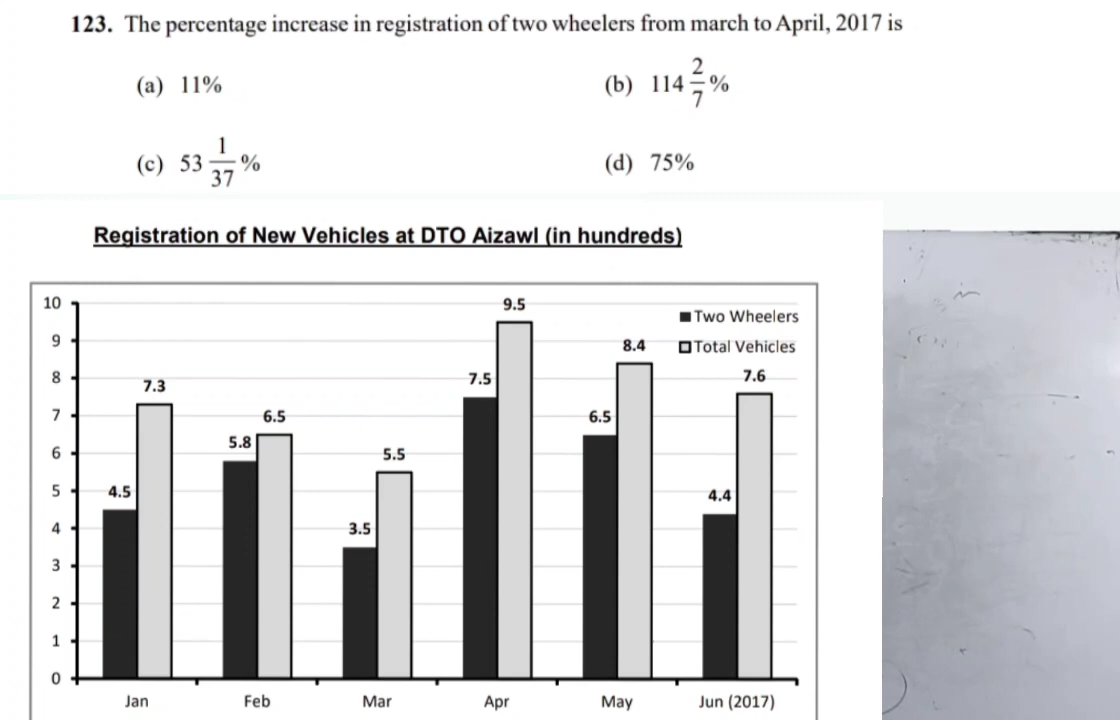 123. The percentage increase in registration of two wheelers from march to April, 2017 is
(a) 11%
(b) 114 2/7 %
(c) 53 1/37 %
(d) 75%
Registration of New Vehicles at DTO Aizawl (in hundreds)
10
9
8
7
6
5
4
3
2
1
0
4.5
7.3
5.8
6.5
3.5
5.5
7.5
9.5
6.5
8.4
4.4
7.6
Two Wheelers
Total Vehicles
Jan
Feb
Mar
Apr
May
Jun (2017)